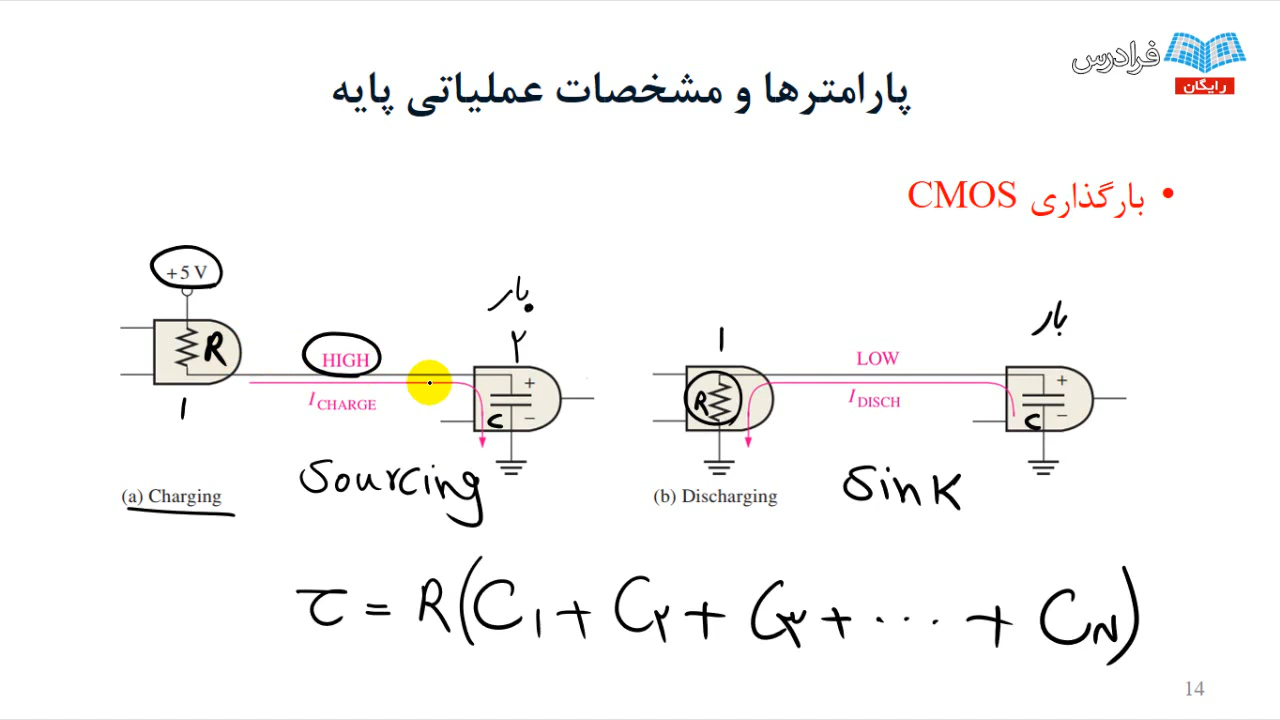 فرادرس
رایگان
پارامترها و مشخصات عملیاتی پایه
• بارگذاری CMOS
+5 V
R
۱
HIGH
I CHARGE
بار
۲
+
C
−
(a) Charging
Sourcing
۱
R
LOW
I DISCH
بار
+
C
−
(b) Discharging
Sink
τ = R(C۱ + C۲ + C۳ + ... + CN)
14